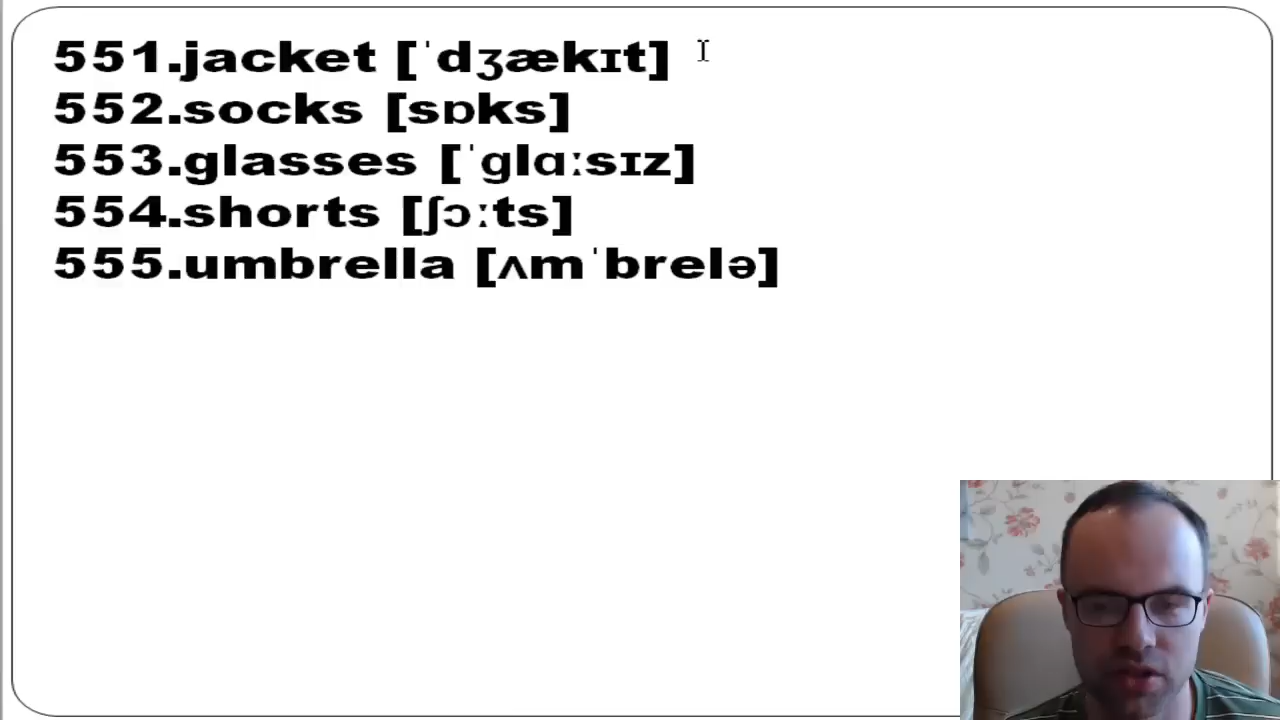 551.jacket [ˈdʒækɪt]
552.socks [sɒks]
553.glasses [ˈglɑːsɪz]
554.shorts [ʃɔːts]
555.umbrella [ʌmˈbrelə]